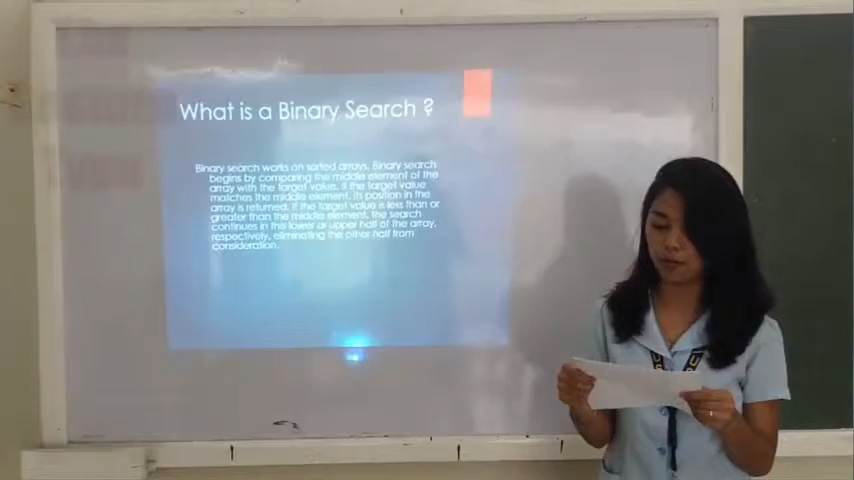 What is a Binary Search ?
Binary search works on sorted arrays. Binary search
begins by comparing the middle element of the
array with the target value. If the target value
matches the middle element, its position in the
array is returned. If the target value is less than or
greater than the middle element, the search
continues in the lower or upper half of the array,
respectively, eliminating the other half from
consideration.